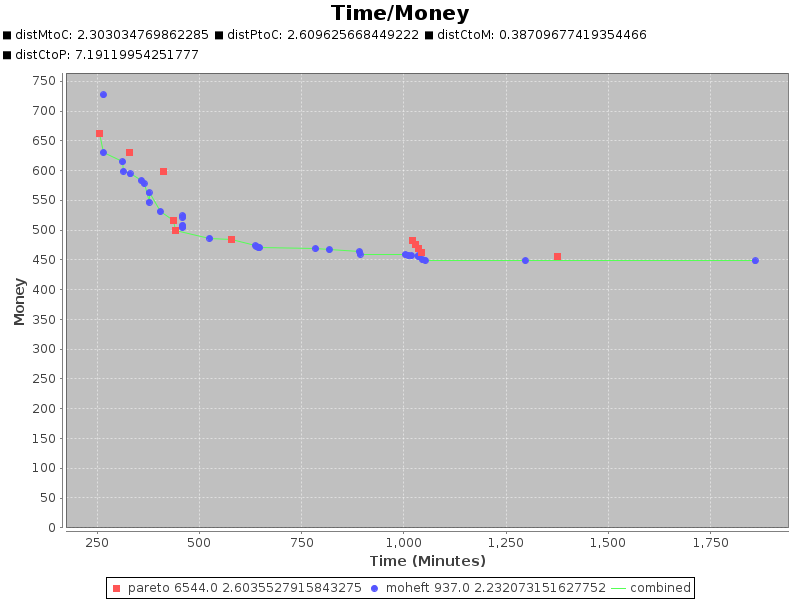 Time/Money
distMtoC: 2.303034769862285 distPtoC: 2.609625668449222 distCtoM: 0.38709677419354466
distCtoP: 7.19119954251777
750
700
650
600
550
500
450
400
350
300
250
200
150
100
50
0
Money
250 500 750 1,000 1,250 1,500 1,750
Time (Minutes)
pareto 6544.0 2.6035527915843275 moheft 937.0 2.232073151627752 combined